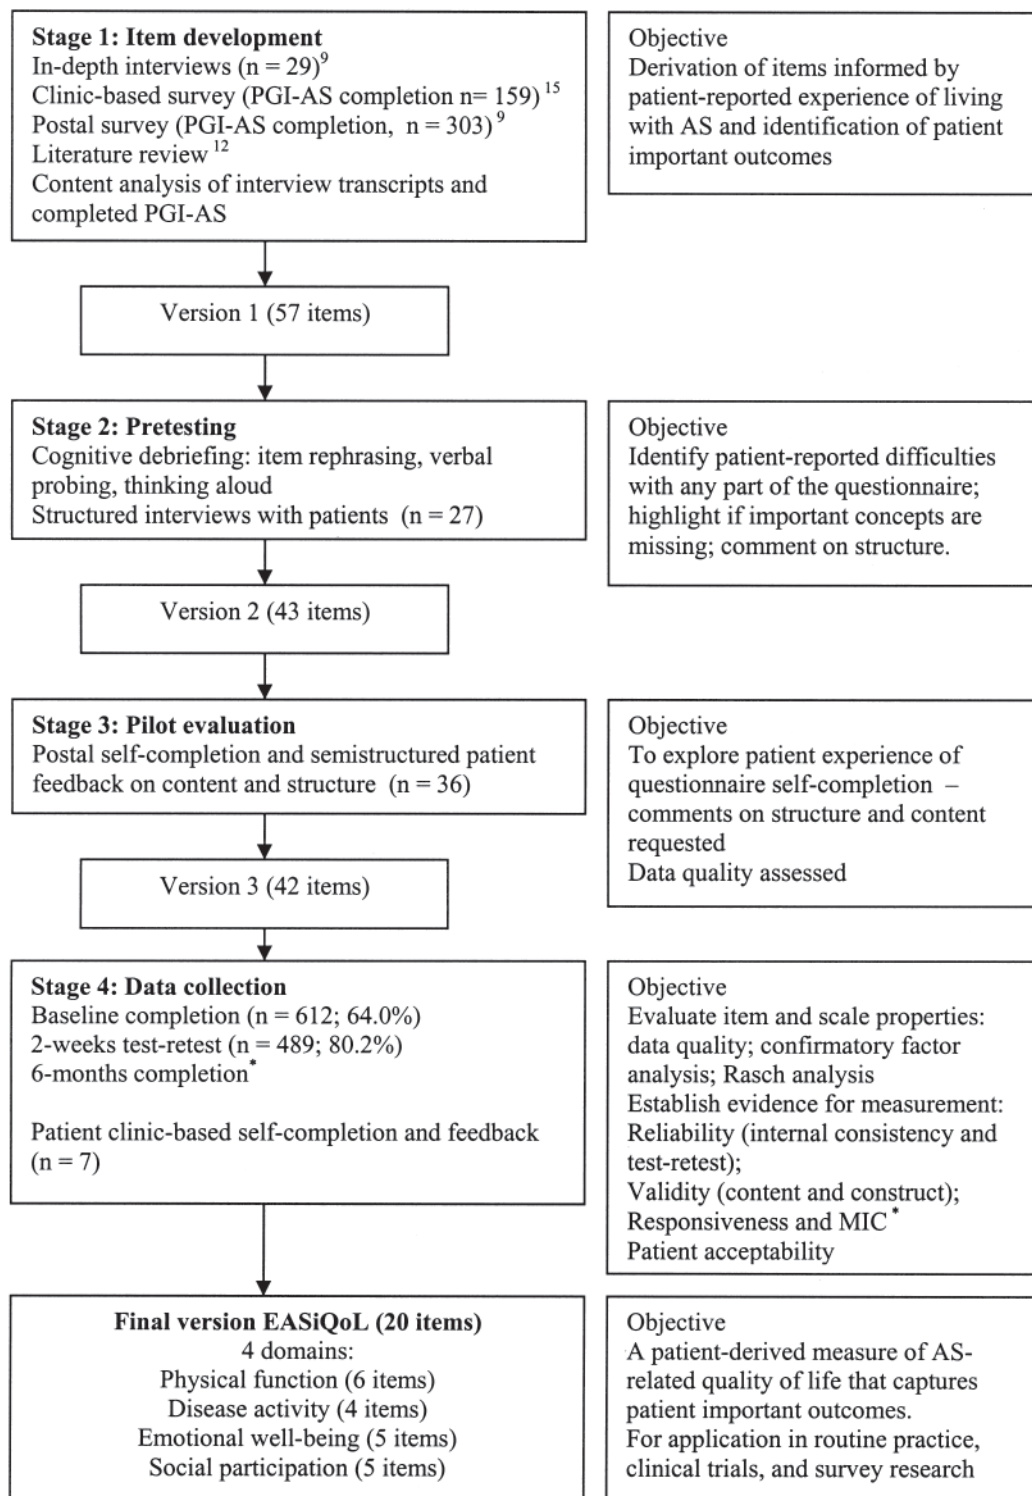 Stage 1: Item development
In-depth interviews (n = 29)9
Clinic-based survey (PGI-AS completion n= 159) 15
Postal survey (PGI-AS completion,  n = 303) 9
Literature review 12
Content analysis of interview transcripts and
completed PGI-AS
Objective
Derivation of items informed by
patient-reported experience of living
with AS and identification of patient
important outcomes
Version 1 (57 items)
Stage 2: Pretesting
Cognitive debriefing: item rephrasing, verbal
probing, thinking aloud
Structured interviews with patients  (n = 27)
Objective
Identify patient-reported difficulties
with any part of the questionnaire;
highlight if important concepts are
missing; comment on structure.
Version 2 (43 items)
Stage 3: Pilot evaluation
Postal self-completion and semistructured patient
feedback on content and structure  (n = 36)
Objective
To explore patient experience of
questionnaire self-completion –
comments on structure and content
requested
Data quality assessed
Version 3 (42 items)
Stage 4: Data collection
Baseline completion (n = 612; 64.0%)
2-weeks test-retest (n = 489; 80.2%)
6-months completion*
Patient clinic-based self-completion and feedback
(n = 7)
Objective
Evaluate item and scale properties:
data quality; confirmatory factor
analysis; Rasch analysis
Establish evidence for measurement:
Reliability (internal consistency and
test-retest);
Validity (content and construct);
Responsiveness and MIC *
Patient acceptability
Final version EASiQoL (20 items)
4 domains:
Physical function (6 items)
Disease activity (4 items)
Emotional well-being (5 items)
Social participation (5 items)
Objective
A patient-derived measure of AS-
related quality of life that captures
patient important outcomes.
For application in routine practice,
clinical trials, and survey research